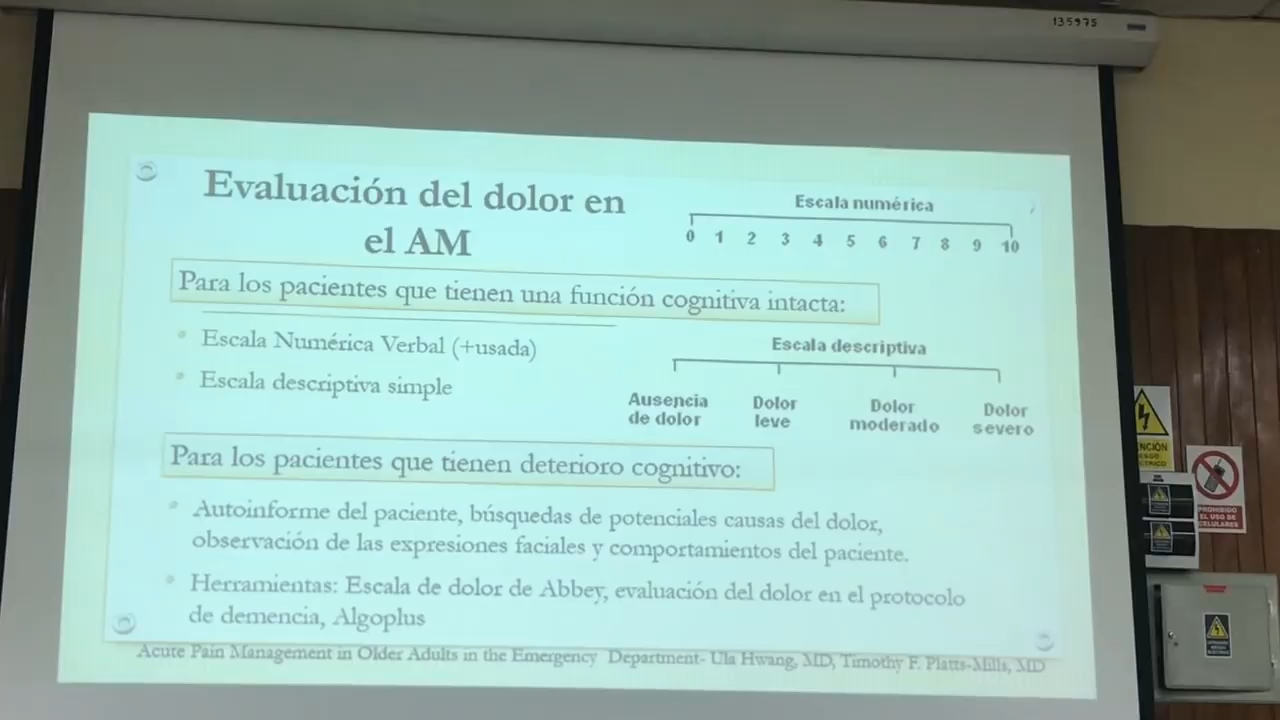 135975
Evaluación del dolor en
el AM
Escala numérica
0 1 2 3 4 5 6 7 8 9 10
Para los pacientes que tienen una función cognitiva intacta:
Escala Numérica Verbal (+usada)
Escala descriptiva simple
Escala descriptiva
Ausencia de dolor
Dolor leve
Dolor moderado
Dolor severo
Para los pacientes que tienen deterioro cognitivo:
Autoinforme del paciente, búsquedas de potenciales causas del dolor,
observación de las expresiones faciales y comportamientos del paciente.
Herramientas: Escala de dolor de Abbey, evaluación del dolor en el protocolo
de demencia, Algoplus
Acute Pain Management in Older Adults in the Emergency Department- Ula Hwang, MD, Timothy F. Platts-Mills, MD
PROHIBIDO
EL USO DE
CELULARES